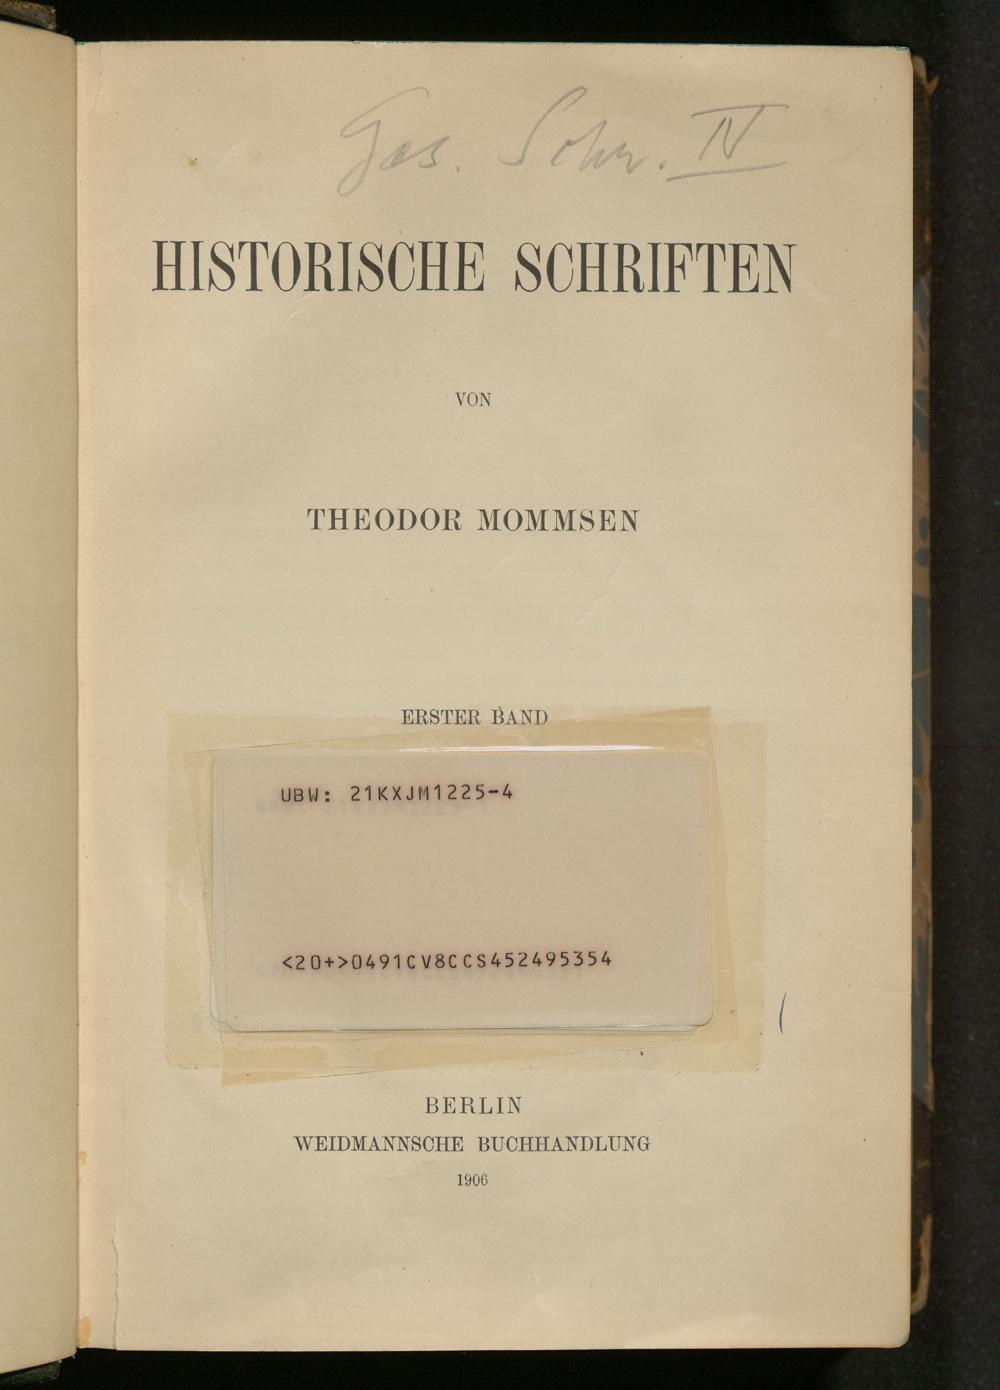 Ges. Schr. IV
HISTORISCHE SCHRIFTEN
VON
THEODOR MOMMSEN
ERSTER BAND
UBW: 21KXJM1225-4
<20+>0491CV8CCS452495354
BERLIN
WEIDMANNSCHE BUCHHANDLUNG
1906